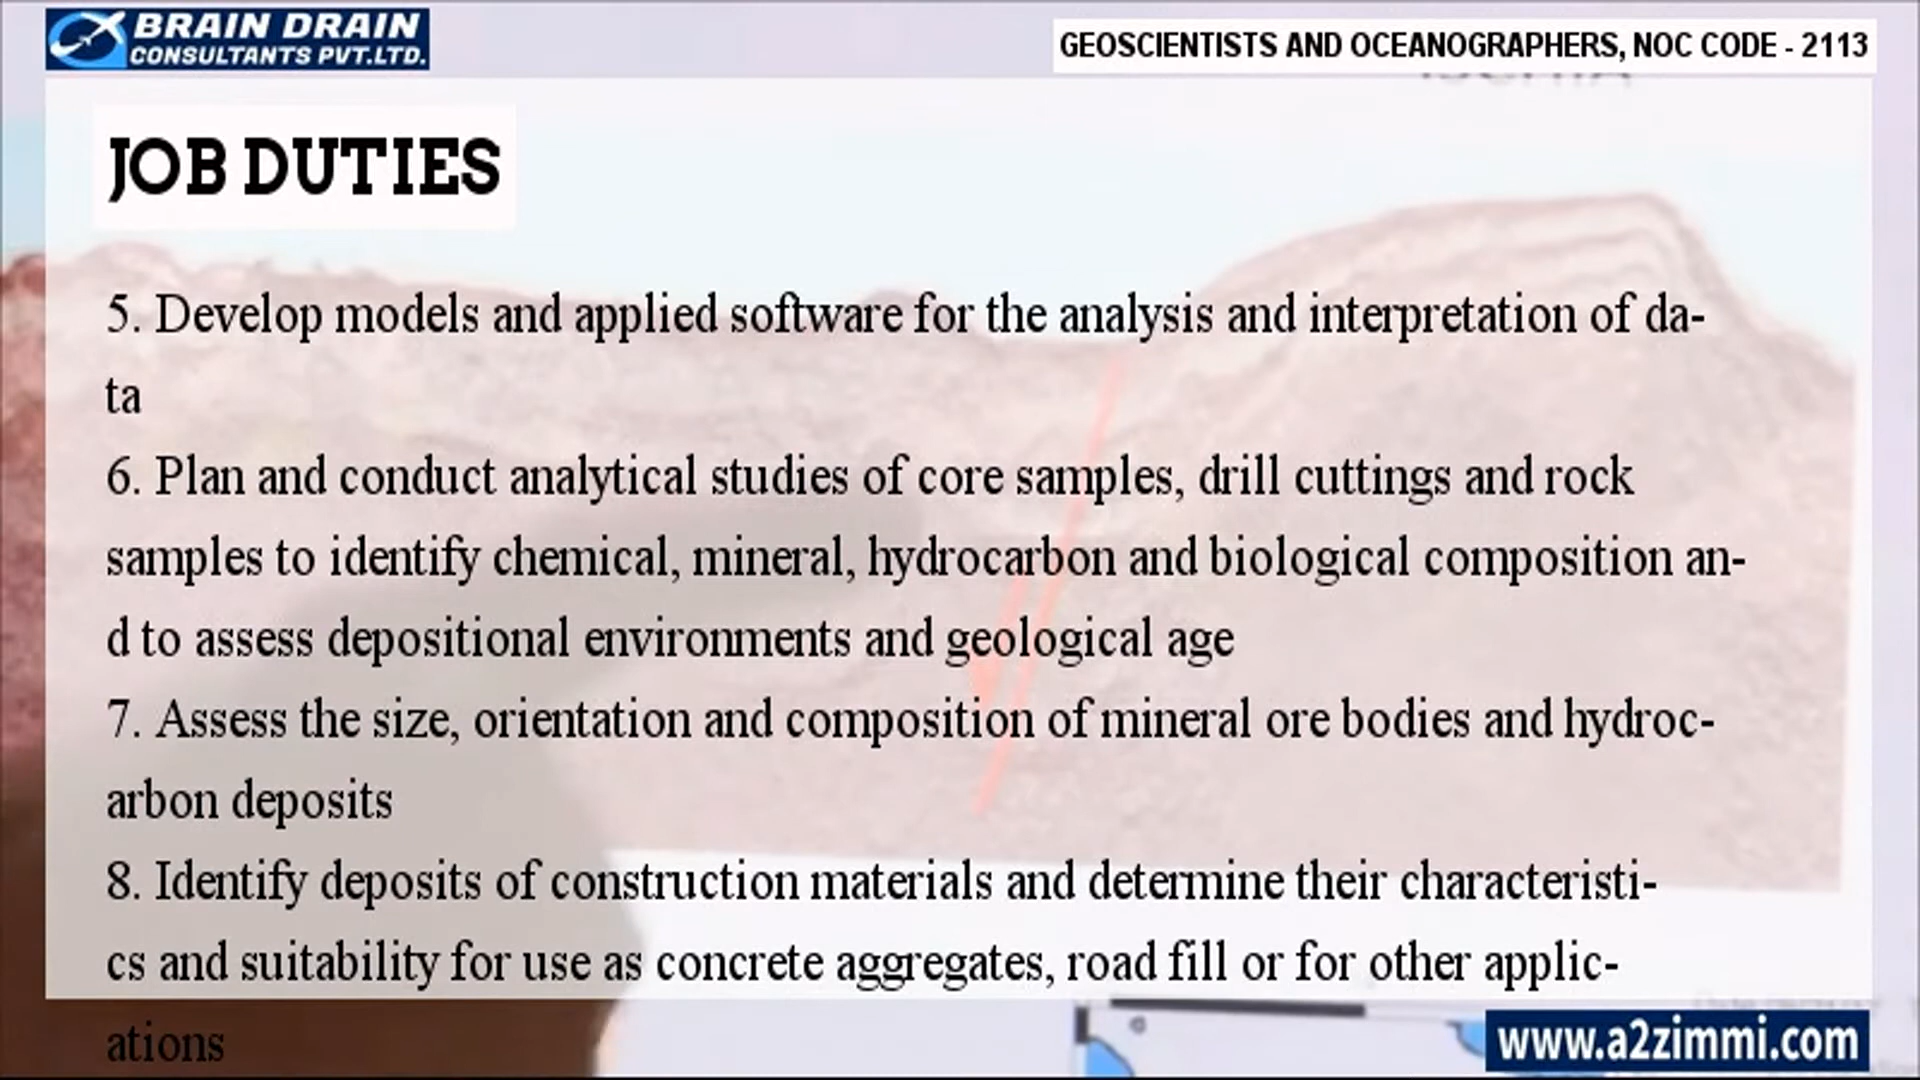 BRAIN DRAIN
CONSULTANTS PVT.LTD.
GEOSCIENTISTS AND OCEANOGRAPHERS, NOC CODE - 2113
JOB DUTIES
5. Develop models and applied software for the analysis and interpretation of da-
ta
6. Plan and conduct analytical studies of core samples, drill cuttings and rock
samples to identify chemical, mineral, hydrocarbon and biological composition an-
d to assess depositional environments and geological age
7. Assess the size, orientation and composition of mineral ore bodies and hydroc-
arbon deposits
8. Identify deposits of construction materials and determine their characteristi-
cs and suitability for use as concrete aggregates, road fill or for other applic-
ations
www.a2zimmi.com